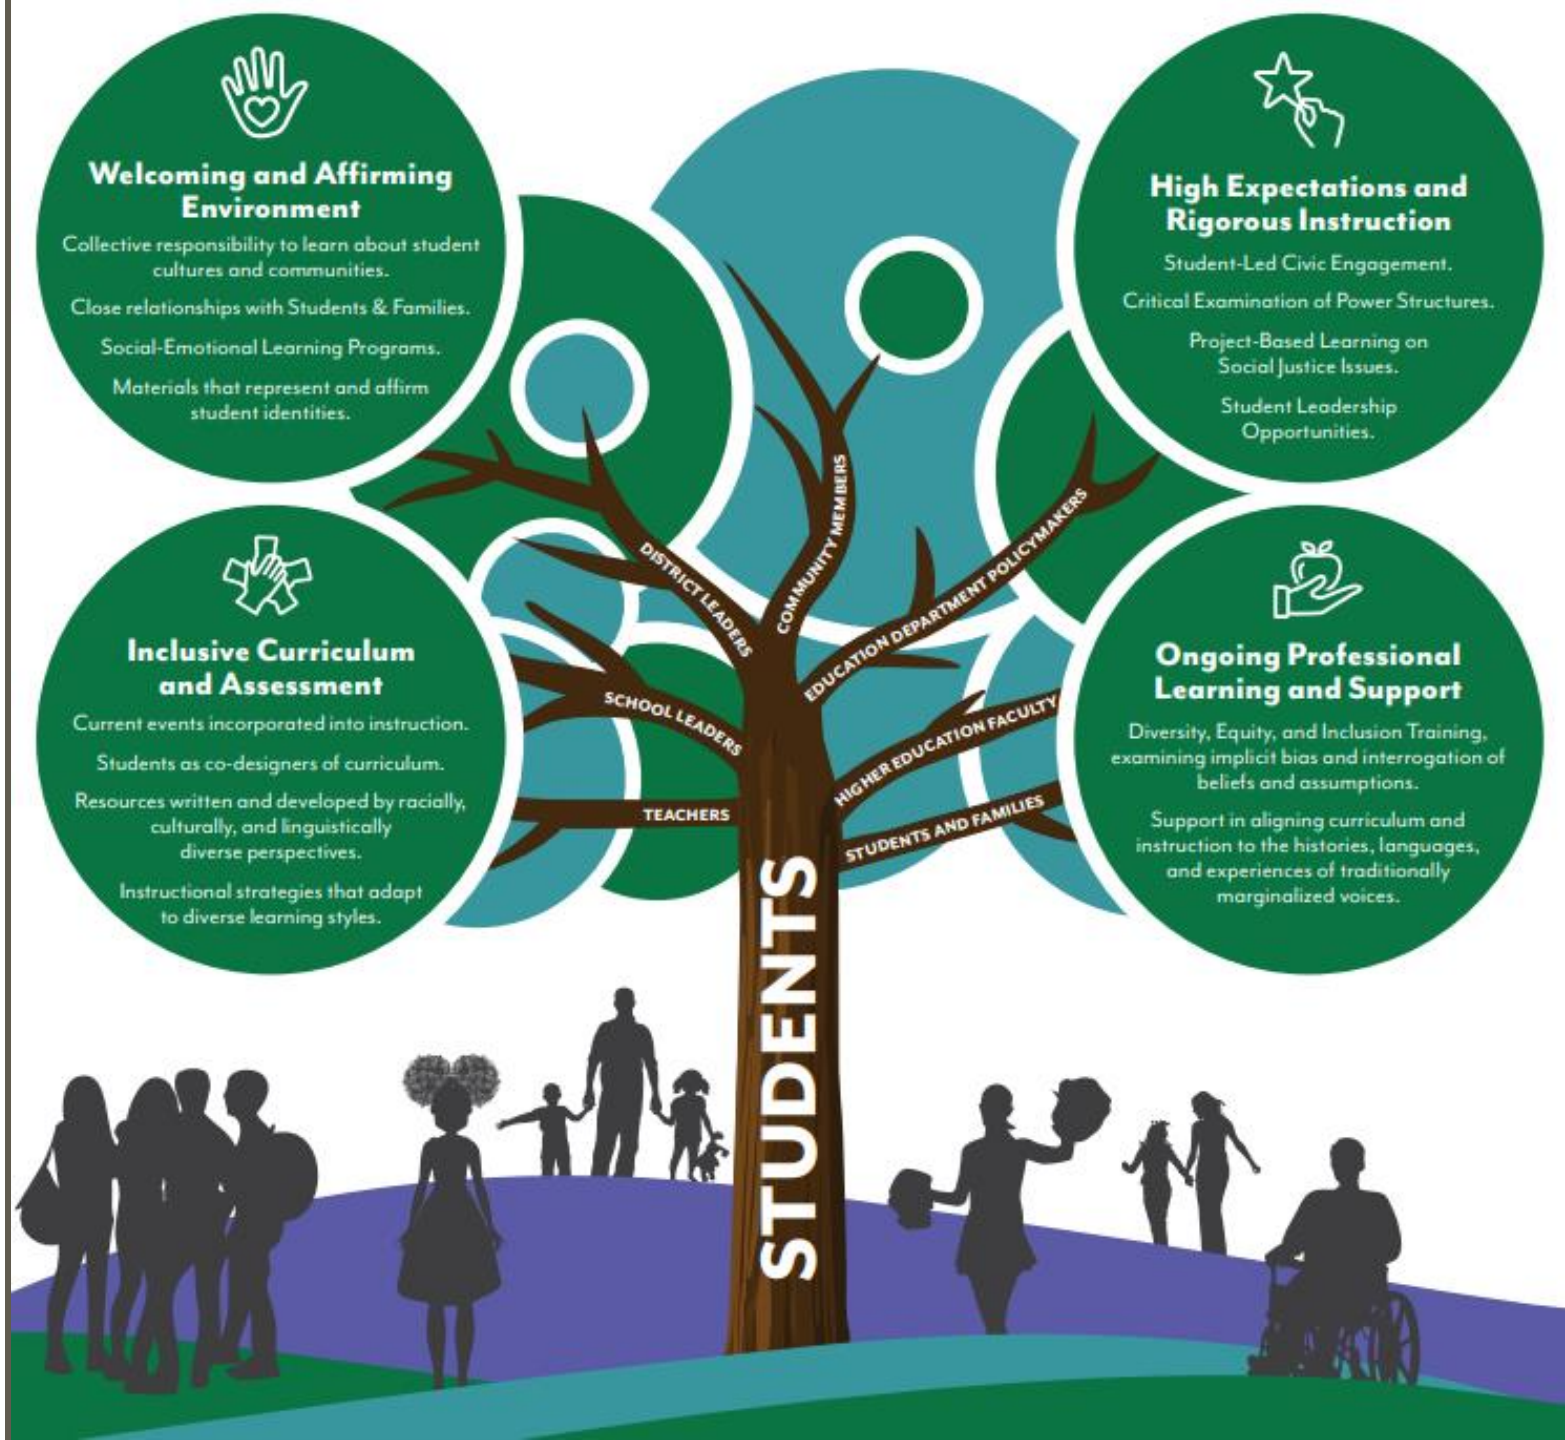 Welcoming and Affirming
Environment
Collective responsibility to learn about student
cultures and communities.
Close relationships with Students & Families.
Social-Emotional Learning Programs.
Materials that represent and affirm
student identities.
High Expectations and
Rigorous Instruction
Student-Led Civic Engagement.
Critical Examination of Power Structures.
Project-Based Learning on
Social Justice Issues.
Student Leadership
Opportunities.
Inclusive Curriculum
and Assessment
Current events incorporated into instruction.
Students as co-designers of curriculum.
Resources written and developed by racially,
culturally, and linguistically
diverse perspectives.
Instructional strategies that adapt
to diverse learning styles.
Ongoing Professional
Learning and Support
Diversity, Equity, and Inclusion Training,
examining implicit bias and interrogation of
beliefs and assumptions.
Support in aligning curriculum and
instruction to the histories, languages,
and experiences of traditionally
marginalized voices.
DISTRICT LEADERS
COMMUNITY MEMBERS
EDUCATION DEPARTMENT POLICYMAKERS
SCHOOL LEADERS
HIGHER EDUCATION FACULTY
TEACHERS
STUDENTS AND FAMILIES
STUDENTS